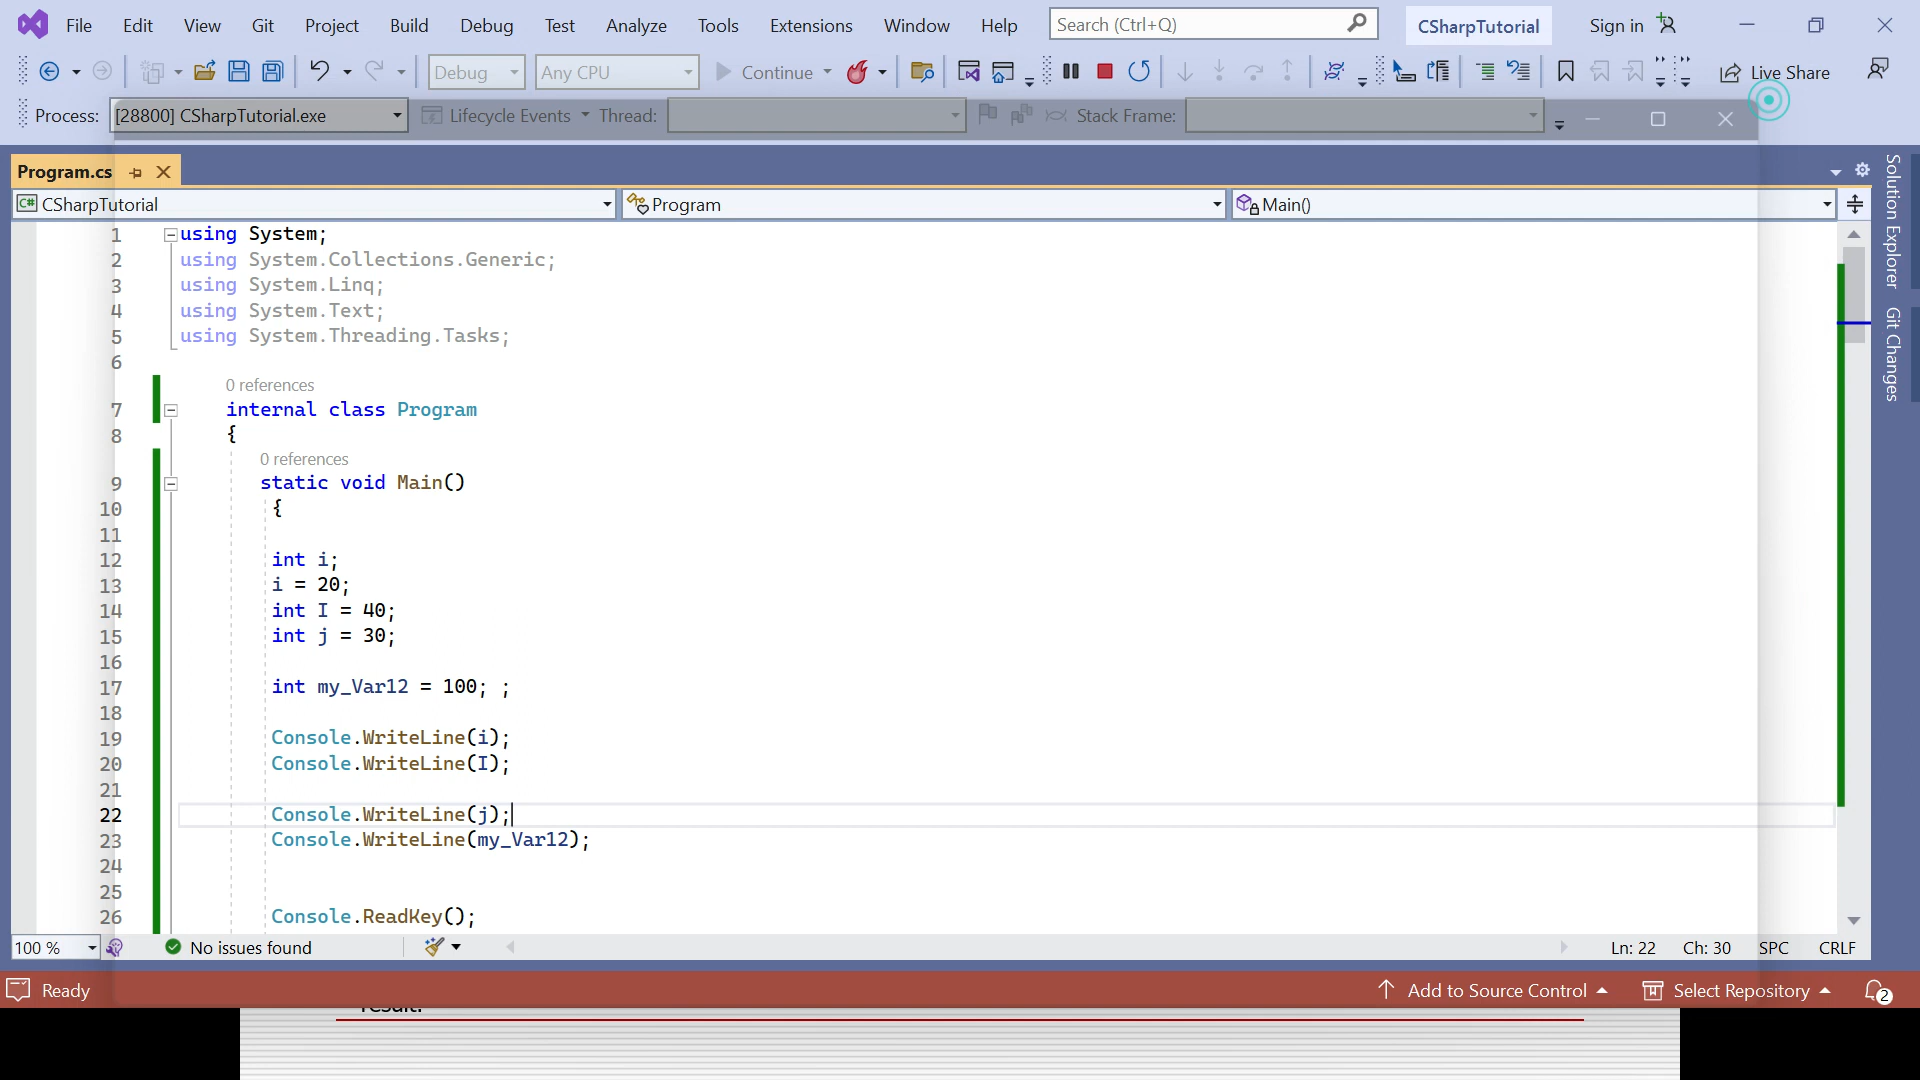 File Edit View Git Project Build Debug Test Analyze Tools Extensions Window Help Search (Ctrl+Q) CSharpTutorial Sign in
Debug Any CPU Continue Live Share
Process: [28800] CSharpTutorial.exe Lifecycle Events Thread: Stack Frame:
Program.cs
CSharpTutorial Program Main()
1 using System;
2 using System.Collections.Generic;
3 using System.Linq;
4 using System.Text;
5 using System.Threading.Tasks;
6
0 references
7 internal class Program
8 {
0 references
9 static void Main()
10 {
11
12 int i;
13 i = 20;
14 int I = 40;
15 int j = 30;
16
17 int my_Var12 = 100; ;
18
19 Console.WriteLine(i);
20 Console.WriteLine(I);
21
22 Console.WriteLine(j);
23 Console.WriteLine(my_Var12);
24
25
26 Console.ReadKey();
Solution Explorer
Git Changes
100 % No issues found Ln: 22 Ch: 30 SPC CRLF
Ready Add to Source Control Select Repository 2